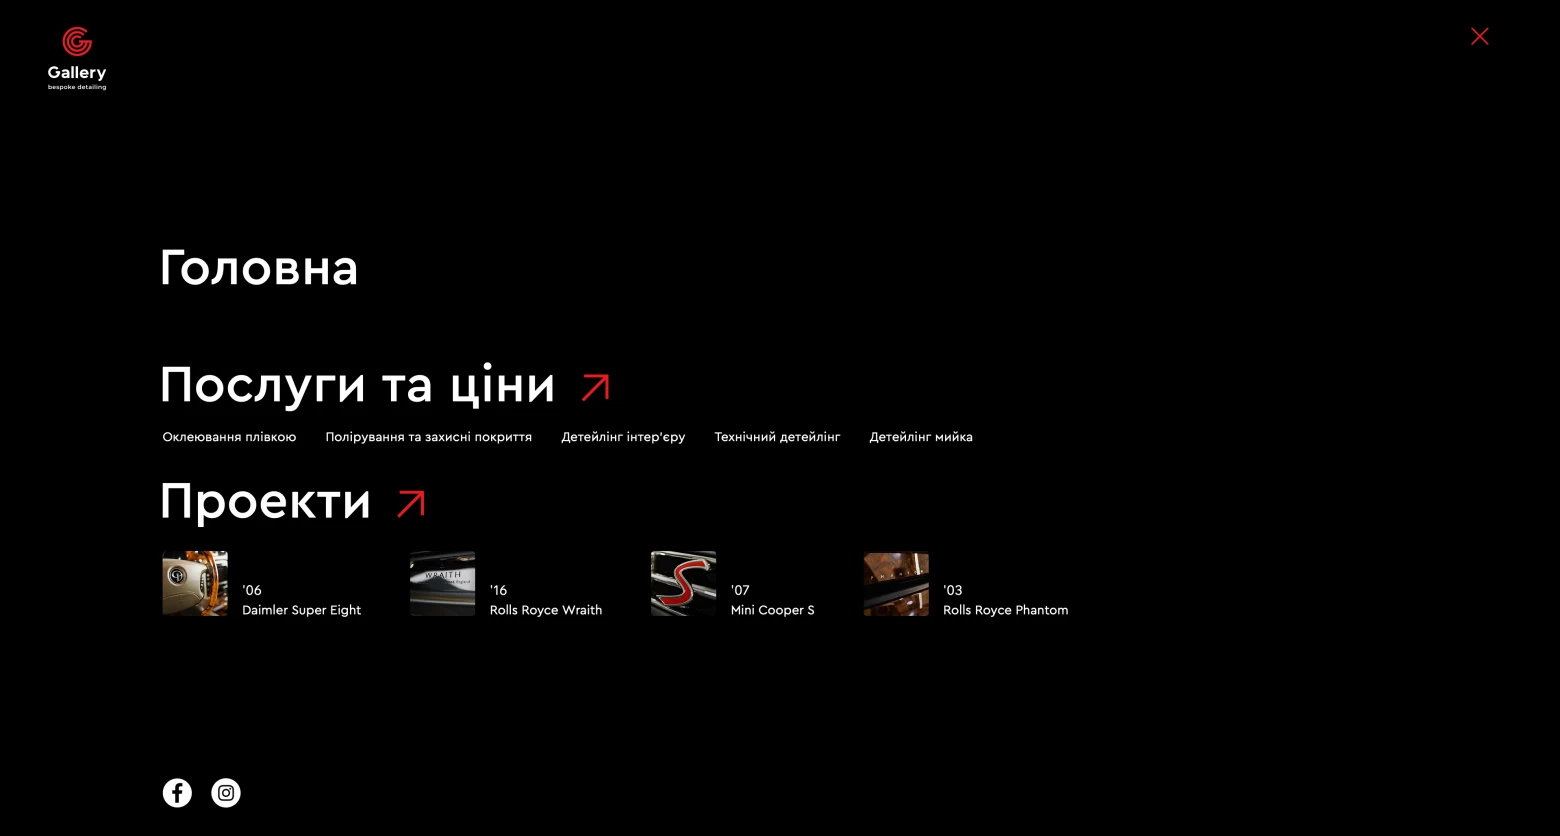 Gallery
bespoke detailing
Головна
Послуги та ціни
Оклеювання плівкою Полірування та захисні покриття Детейлінг інтер'єру Технічний детейлінг Детейлінг мийка
Проекти
WRAITH
'06
Daimler Super Eight
'16
Rolls Royce Wraith
'07
Mini Cooper S
'03
Rolls Royce Phantom